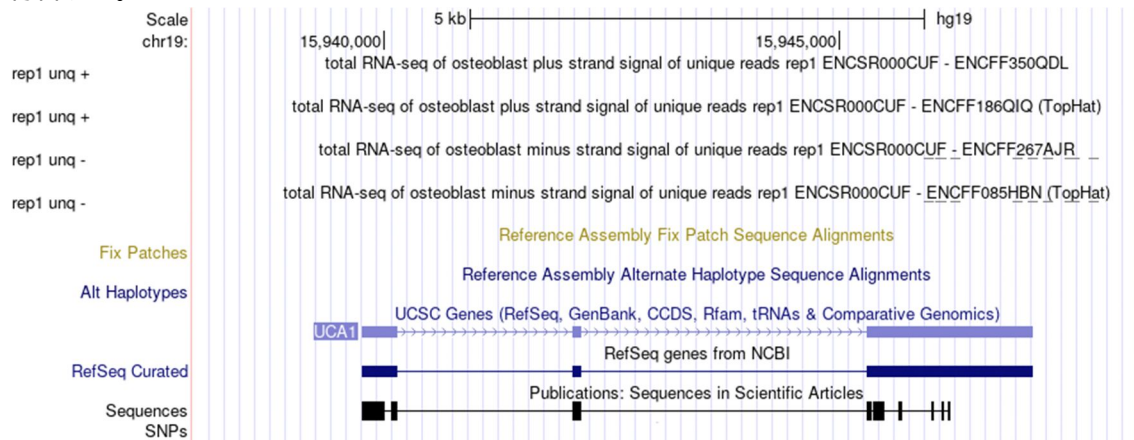 Scale 5 kb hg19
chr19: 15,940,000 15,945,000
total RNA-seq of osteoblast plus strand signal of unique reads rep1 ENCSR000CUF - ENCFF350QDL
rep1 unq +
total RNA-seq of osteoblast plus strand signal of unique reads rep1 ENCSR000CUF - ENCFF186QIQ (TopHat)
rep1 unq +
total RNA-seq of osteoblast minus strand signal of unique reads rep1 ENCSR000CUF - ENCFF267AJR
rep1 unq -
total RNA-seq of osteoblast minus strand signal of unique reads rep1 ENCSR000CUF - ENCFF085HBN (TopHat)
rep1 unq -
Reference Assembly Fix Patch Sequence Alignments
Fix Patches
Reference Assembly Alternate Haplotype Sequence Alignments
Alt Haplotypes
UCSC Genes (RefSeq, GenBank, CCDS, Rfam, tRNAs & Comparative Genomics)
UCA1
RefSeq genes from NCBI
RefSeq Curated
Publications: Sequences in Scientific Articles
Sequences
SNPs